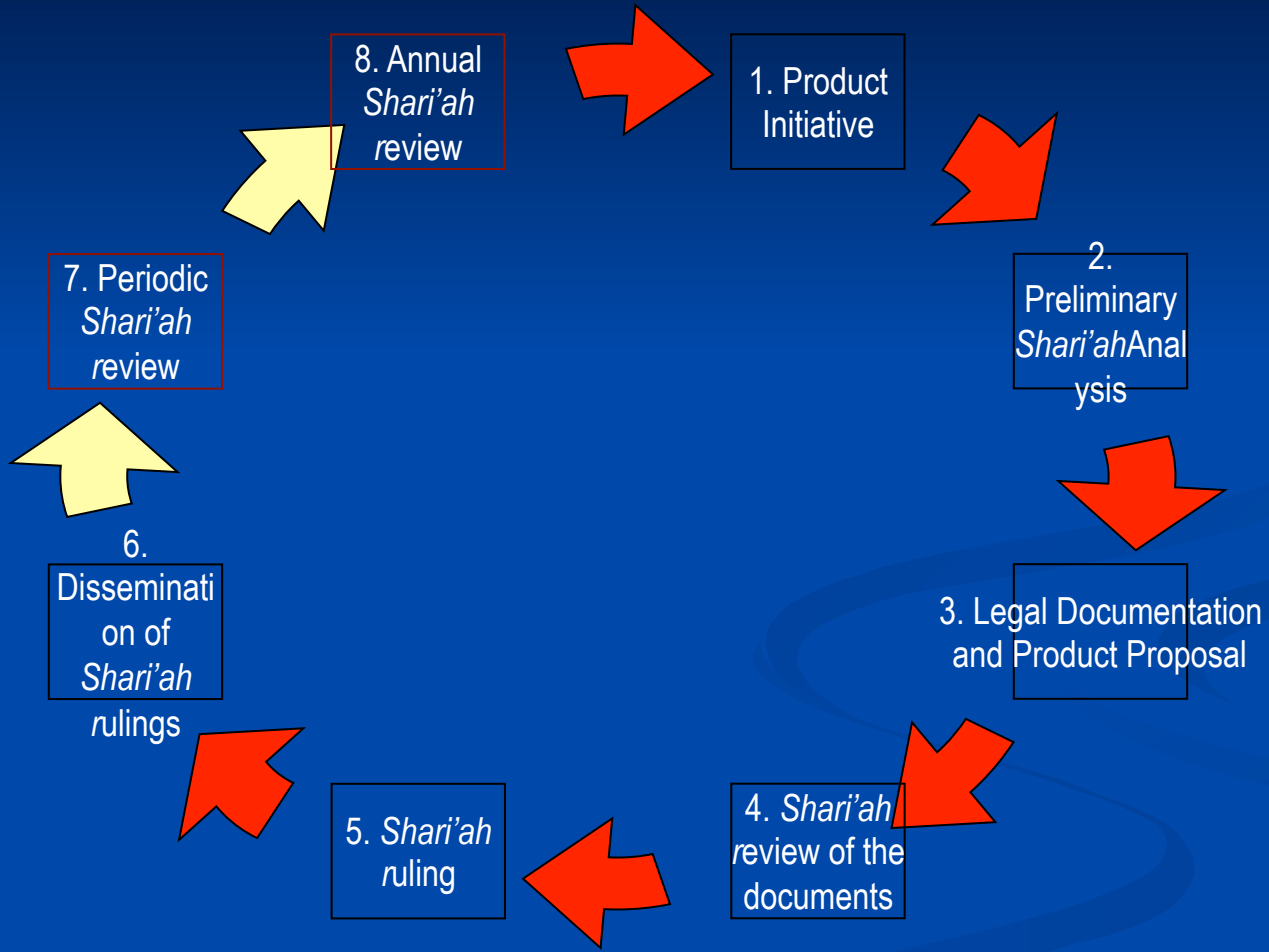 1. Product
Initiative
2.
Preliminary
Shari’ahAnal
ysis
3. Legal Documentation
and Product Proposal
4. Shari’ah
review of the
documents
5. Shari’ah
ruling
6.
Disseminati
on of
Shari’ah
rulings
7. Periodic
Shari’ah
review
8. Annual
Shari’ah
review